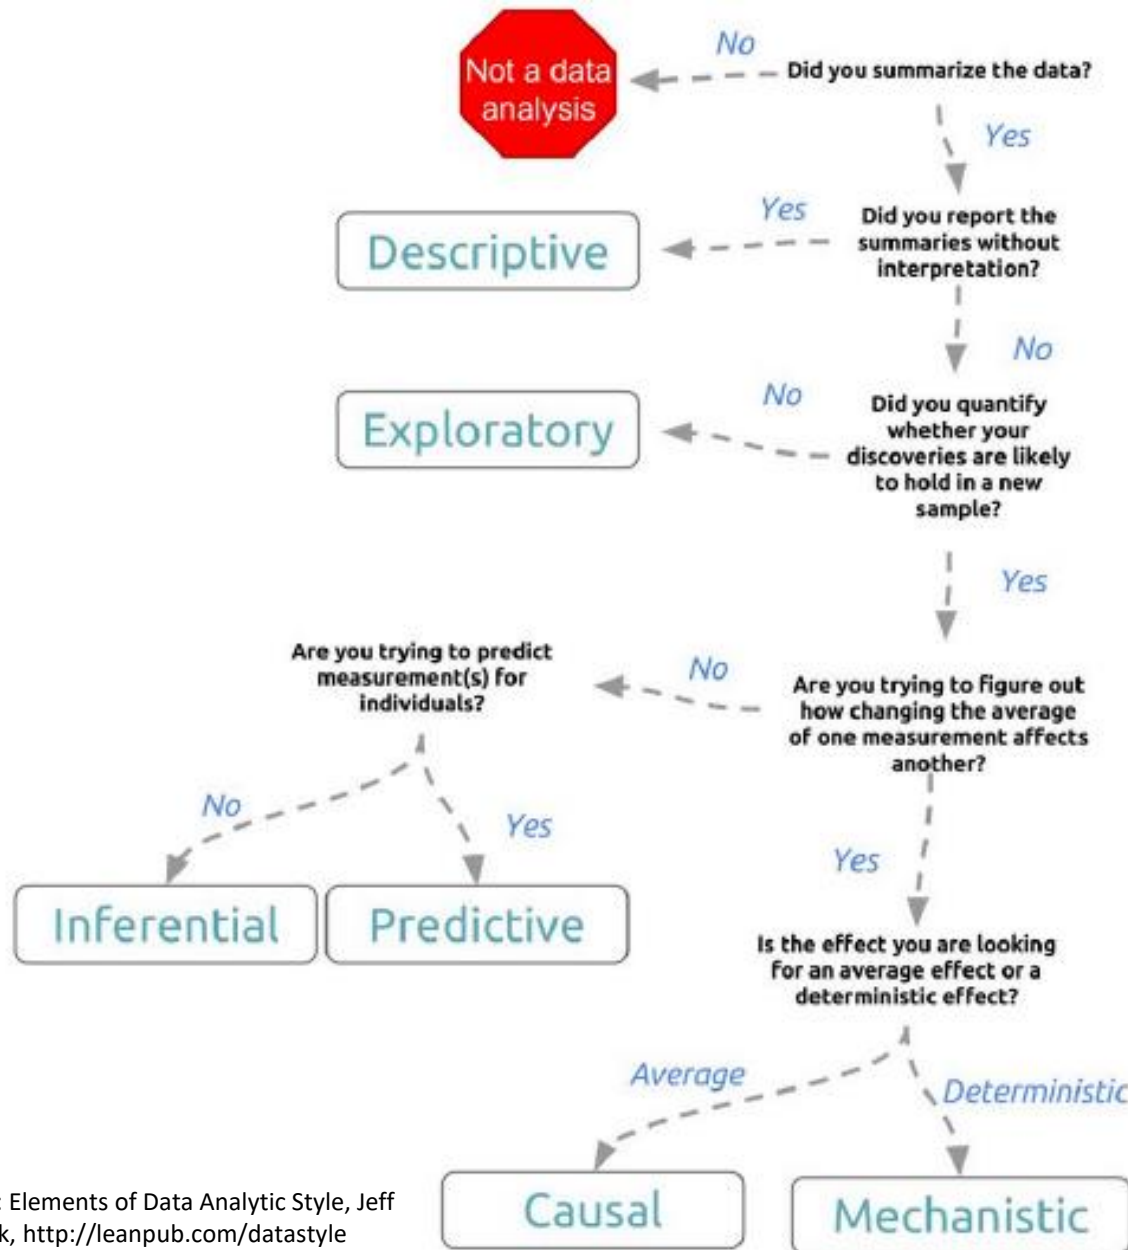 No
Did you summarize the data?
Not a data
analysis
Yes
Yes
Did you report the
summaries without
interpretation?
Descriptive
No
No
Did you quantify
whether your
discoveries are likely
to hold in a new
sample?
Exploratory
Yes
Are you trying to predict
measurement(s) for
individuals?
No
Are you trying to figure out
how changing the average
of one measurement affects
another?
No
Yes
Yes
Inferential
Predictive
Is the effect you are looking
for an average effect or a
deterministic effect?
Average
Deterministic
Causal
Mechanistic
: Elements of Data Analytic Style, Jeff
k, http://leanpub.com/datastyle